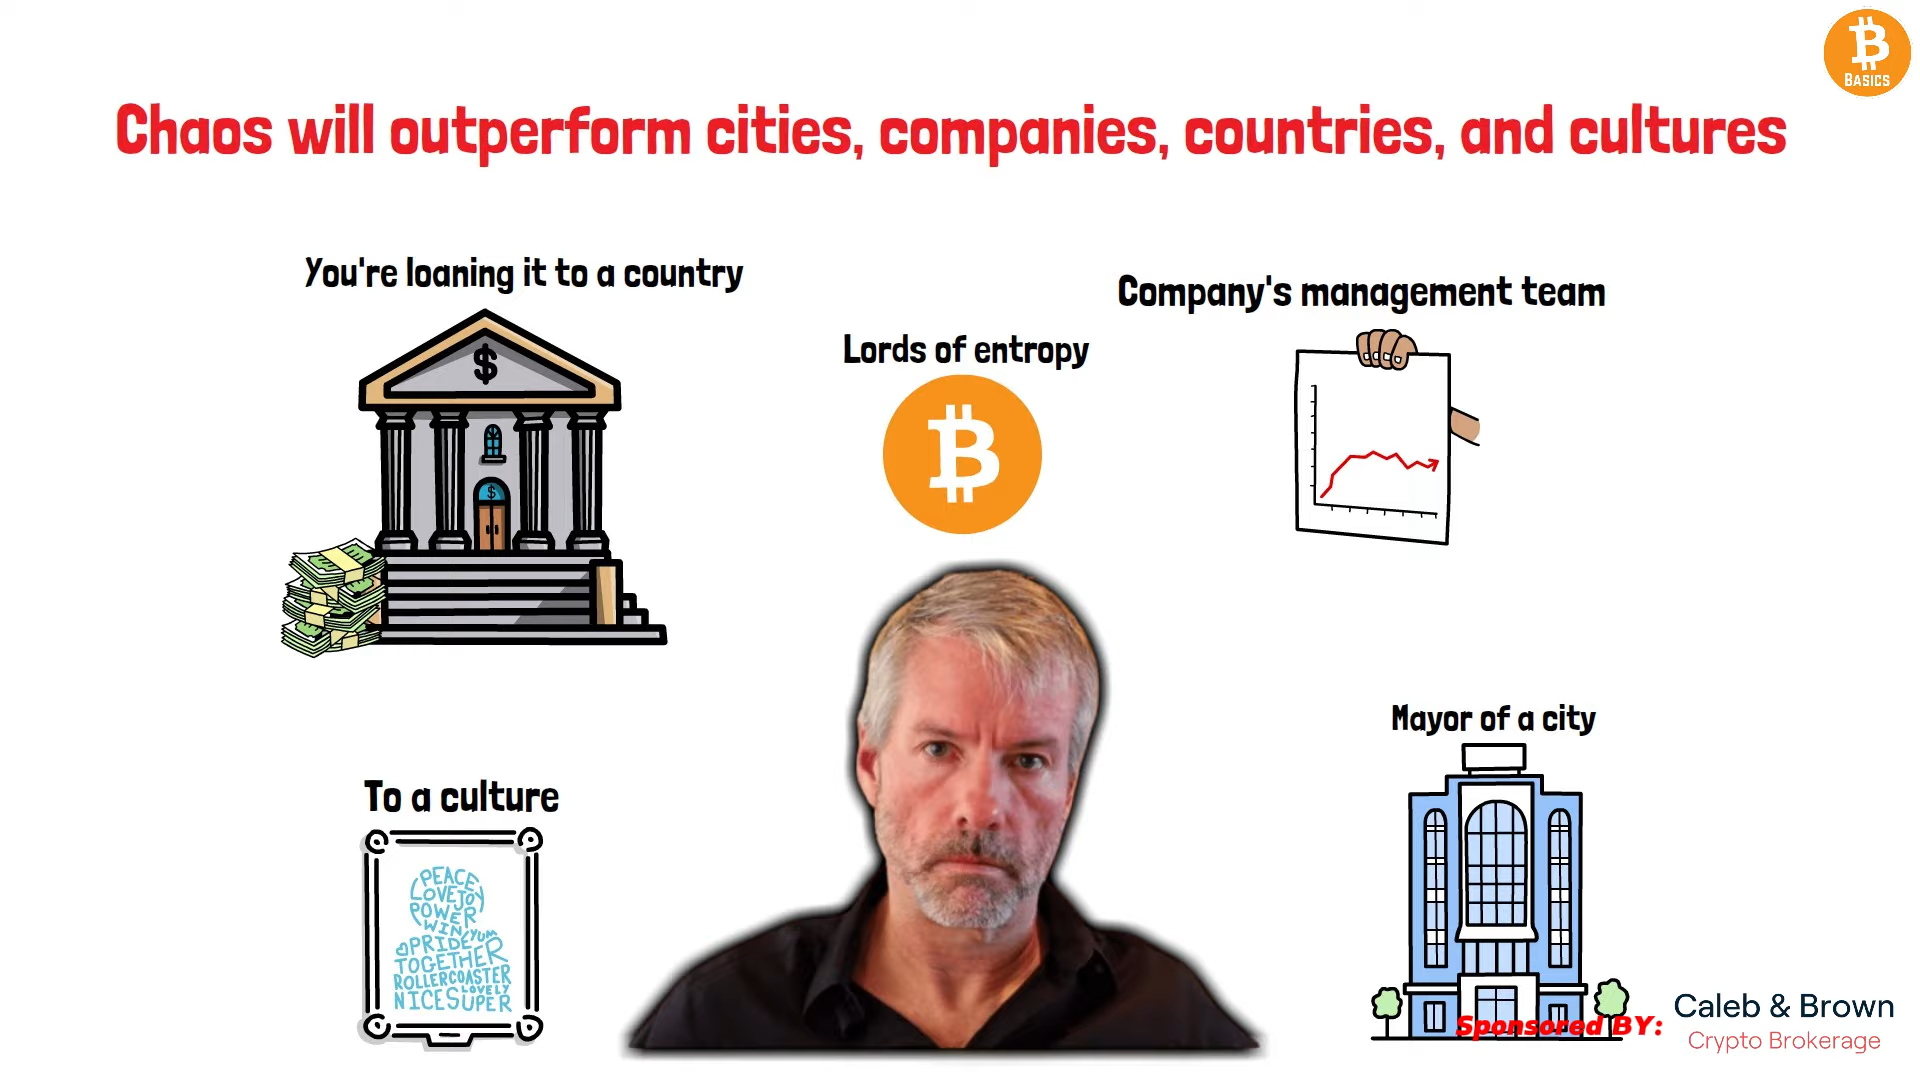 B
BASICS
Chaos will outperform cities, companies, countries, and cultures
You're loaning it to a country
Company's management team
Lords of entropy
$
$
B
Mayor of a city
To a culture
PEACE
LOVE JOY
POWER
WIN YUM
PRIDE
TOGETHER
ROLLERCOASTER
LOVELY
NICE SUPER
Sponsored BY:
Caleb & Brown
Crypto Brokerage